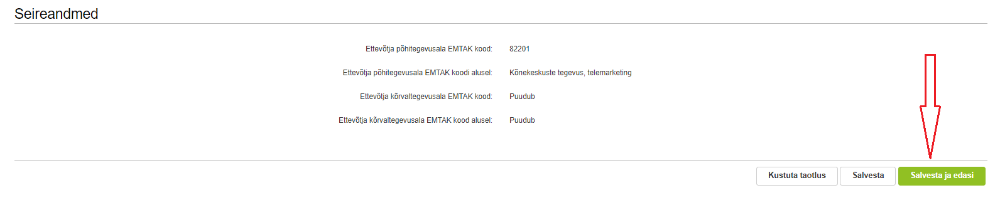 Seireandmed
Ettevõtja põhitegevusala EMTAK kood: 82201
Ettevõtja põhitegevusala EMTAK koodi alusel: Kõnekeskuste tegevus, telemarketing
Ettevõtja kõrvaltegevusala EMTAK kood: Puudub
Ettevõtja kõrvaltegevusala EMTAK kood alusel: Puudub
Kustuta taotlus Salvesta Salvesta ja edasi